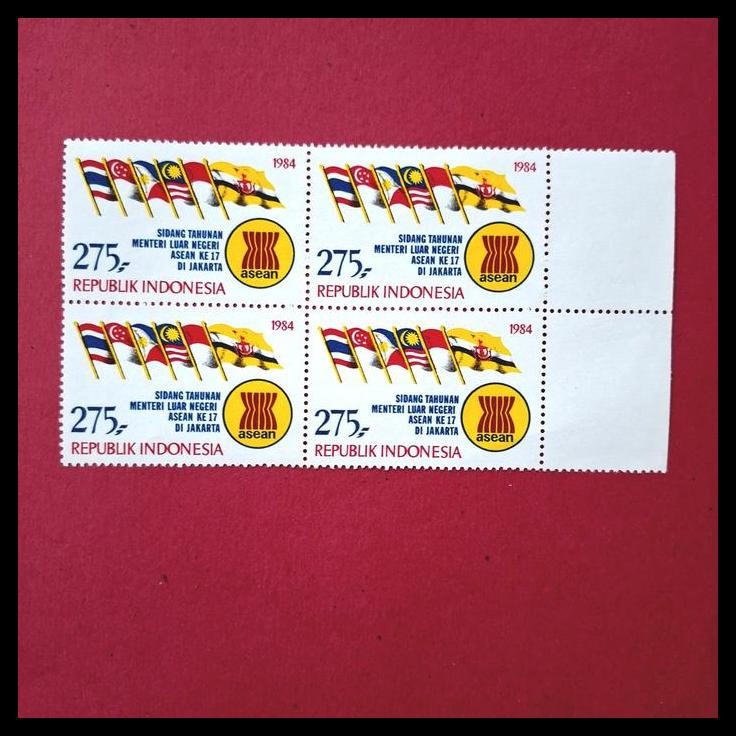 1984
SIDANG TAHUNAN
MENTERI LUAR NEGERI
ASEAN KE 17
DI JAKARTA
275,-
asean
REPUBLIK INDONESIA
1984
SIDANG TAHUNAN
MENTERI LUAR NEGERI
ASEAN KE 17
DI JAKARTA
275,-
asean
REPUBLIK INDONESIA
1984
SIDANG TAHUNAN
MENTERI LUAR NEGERI
ASEAN KE 17
DI JAKARTA
275,-
asean
REPUBLIK INDONESIA
1984
SIDANG TAHUNAN
MENTERI LUAR NEGERI
ASEAN KE 17
DI JAKARTA
275,-
asean
REPUBLIK INDONESIA